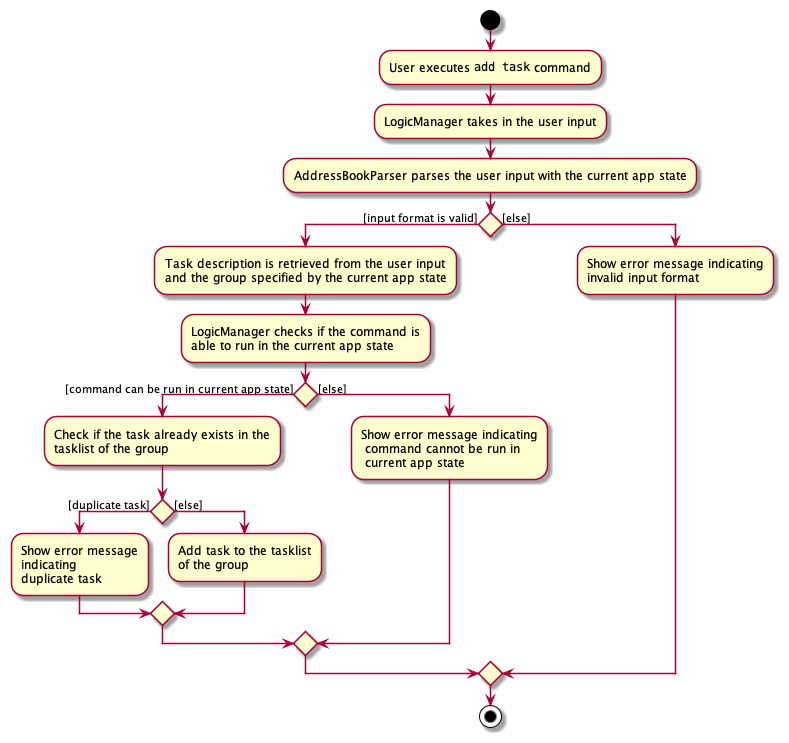 User executes add task command
LogicManager takes in the user input
AddressBookParser parses the user input with the current app state
[input format is valid]
[else]
Task description is retrieved from the user input
and the group specified by the current app state
Show error message indicating
invalid input format
LogicManager checks if the command is
able to run in the current app state
[command can be run in current app state]
[else]
Check if the task already exists in the
tasklist of the group
Show error message indicating
command cannot be run in
current app state
[duplicate task]
[else]
Show error message
indicating
duplicate task
Add task to the tasklist
of the group